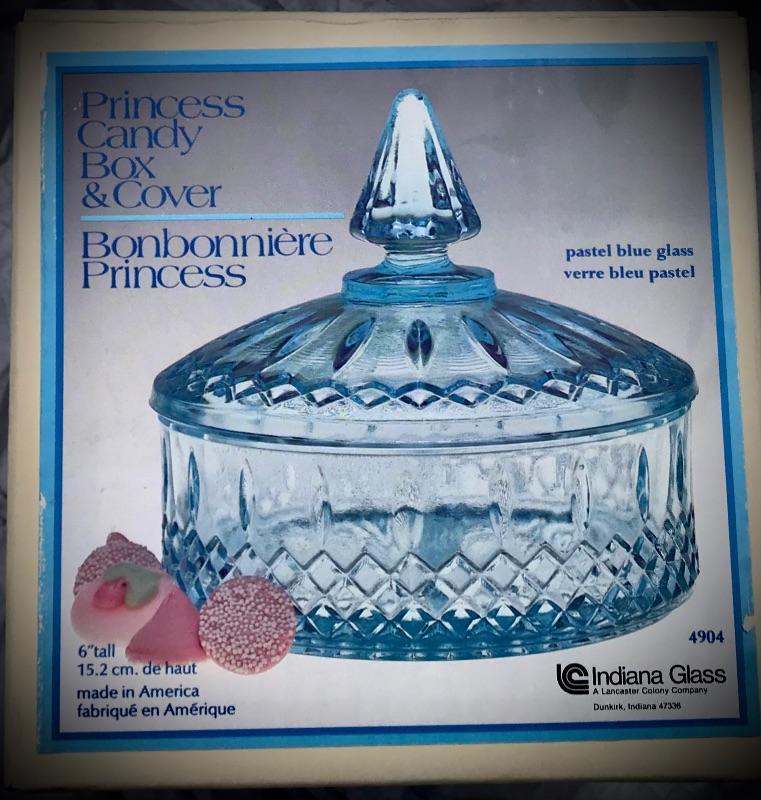 Princess
Candy
Box
& Cover
Bonbonnière
Princess
pastel blue glass
verre bleu pastel
6"tall
15.2 cm. de haut
made in America
fabriqué en Amérique
4904
Indiana Glass
A Lancaster Colony Company
Dunkirk, Indiana 47336